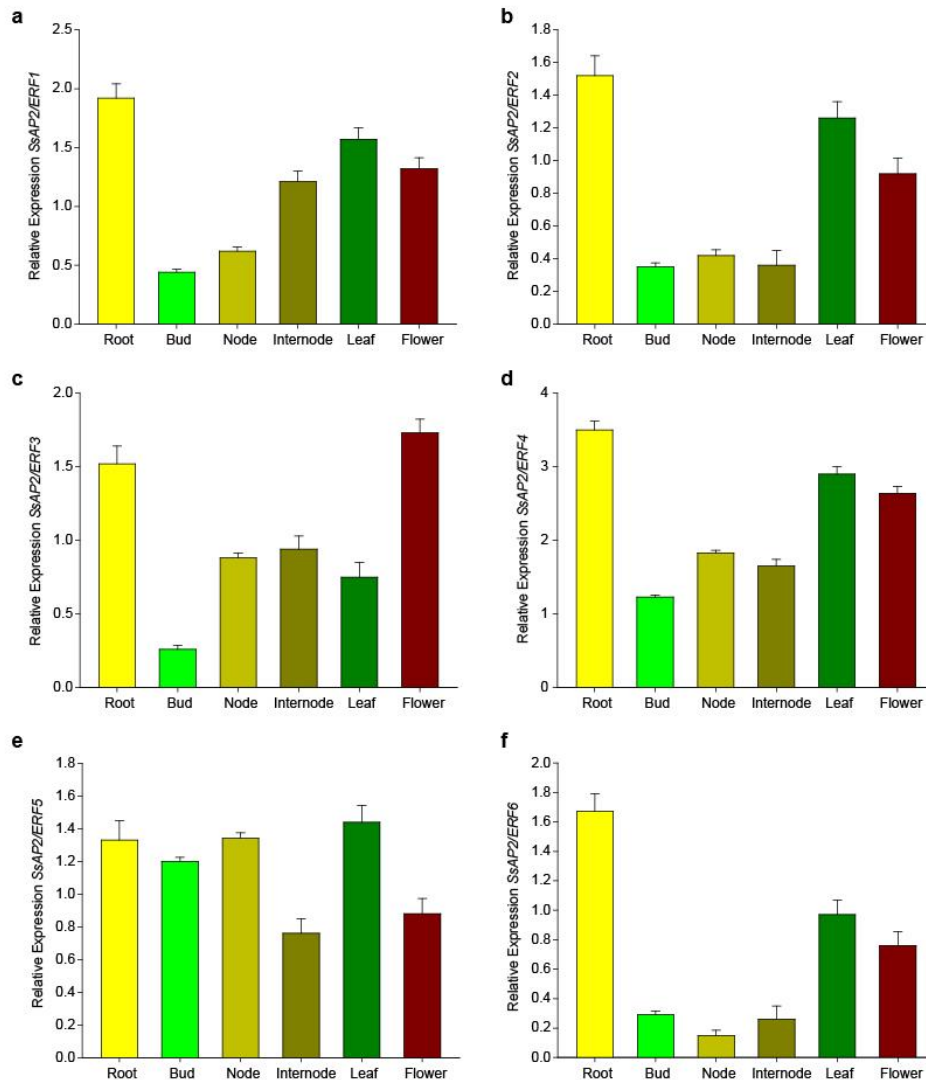 a
Relative Expression SsAP2/ERF1
2.5
2.0
1.5
1.0
0.5
0.0
Root Bud Node Internode Leaf Flower
b
Relative Expression SsAP2/ERF2
1.8
1.6
1.4
1.2
1.0
0.8
0.6
0.4
0.2
0.0
Root Bud Node Internode Leaf Flower
c
Relative Expression SsAP2/ERF3
2.0
1.5
1.0
0.5
0.0
Root Bud Node Internode Leaf Flower
d
Relative Expression SsAP2/ERF4
4
3
2
1
0
Root Bud Node Internode Leaf Flower
e
Relative Expression SsAP2/ERF5
1.8
1.6
1.4
1.2
1.0
0.8
0.6
0.4
0.2
0.0
Root Bud Node Internode Leaf Flower
f
Relative Expression SsAP2/ERF6
2.0
1.8
1.6
1.4
1.2
1.0
0.8
0.6
0.4
0.2
0.0
Root Bud Node Internode Leaf Flower